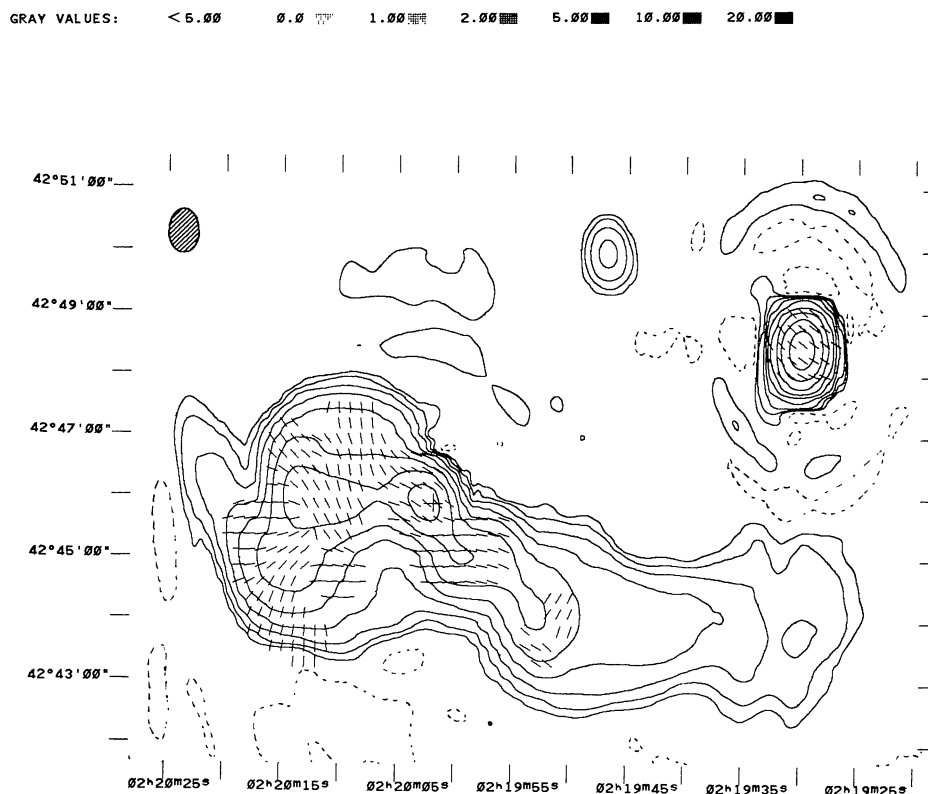 GRAY VALUES: < 5.00 0.0 1.00 2.00 5.00 10.00 20.00
42°51'00"
42°49'00"
42°47'00"
42°45'00"
42°43'00"
02h20m25s 02h20m15s 02h20m05s 02h19m55s 02h19m45s 02h19m35s 02h19m25s